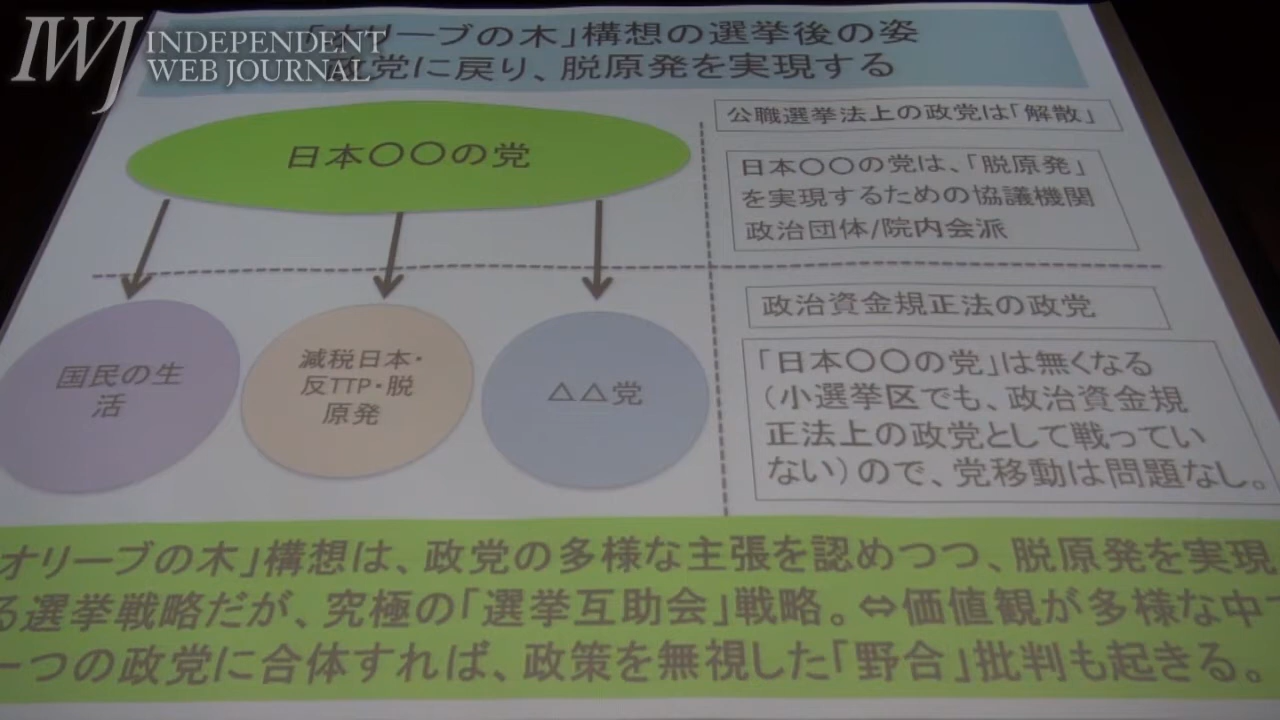 IWJ INDEPENDENT
WEB JOURNAL
「オリーブの木」構想の選挙後の姿
政党に戻り、脱原発を実現する
日本〇〇の党
公職選挙法上の政党は「解散」
日本〇〇の党は、「脱原発」
を実現するための協議機関
政治団体/院内会派
国民の生
活
減税日本・
反TTP・脱
原発
△△党
政治資金規正法の政党
「日本〇〇の党」は無くなる
(小選挙区でも、政治資金規
正法上の政党として戦ってい
ない)ので、党移動は問題なし。
オリーブの木」構想は、政党の多様な主張を認めつつ、脱原発を実現
る選挙戦略だが、究極の「選挙互助会」戦略。⇔価値観が多様な中で
一つの政党に合体すれば、政策を無視した「野合」批判も起きる。